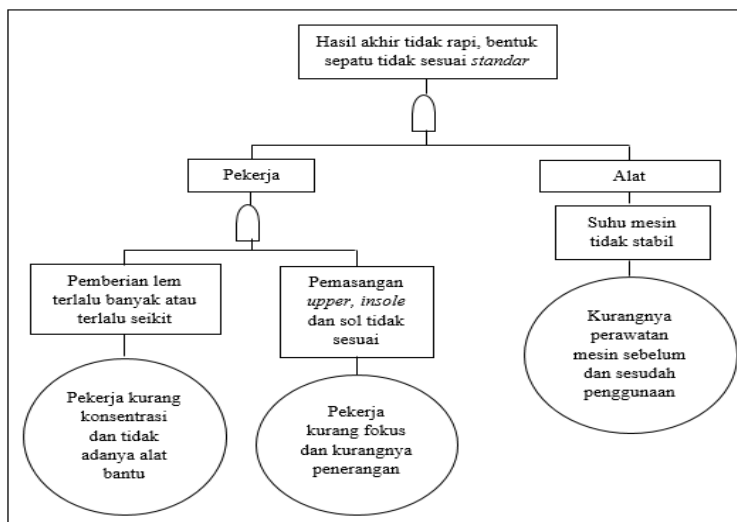 Hasil akhir tidak rapi, bentuk
sepatu tidak sesuai standar
Pekerja
Alat
Suhu mesin
tidak stabil
Pemberian lem
terlalu banyak atau
terlalu seikit
Pemasangan
upper, insole
dan sol tidak
sesuai
Kurangnya
perawatan
mesin sebelum
dan sesudah
penggunaan
Pekerja kurang
konsentrasi
dan tidak
adanya alat
bantu
Pekerja
kurang fokus
dan kurangnya
penerangan